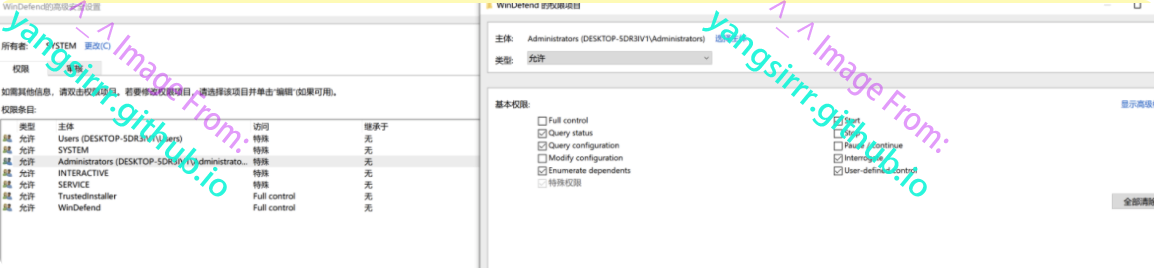 WinDefend的高级安全设置
所有者: SYSTEM 更改(C)
权限 审核
如需其他信息，请双击权限项目。若要修改权限项目，请选择该项目并单击"编辑"(如果可用)。
权限条目:
类型 主体 访问 继承于
允许 Users (DESKTOP-5DR3IV1\Users) 特殊 无
允许 SYSTEM 特殊 无
允许 Administrators (DESKTOP-5DR3IV1\Administrato... 特殊 无
允许 INTERACTIVE 特殊 无
允许 SERVICE 特殊 无
允许 TrustedInstaller Full control 无
允许 WinDefend Full control 无
WinDefend 的权限项目
主体: Administrators (DESKTOP-5DR3IV1\Administrators) 选择主体
类型: 允许
基本权限: 显示高级
Full control
Query status
Query configuration
Modify configuration
Enumerate dependents
特殊权限
Start
Stop
Pause / Continue
Interrogate
User-defined control
全部清除
^_^ Image From:
yangsirrr.github.io
^_^ Image From:
yangsirrr.github.io